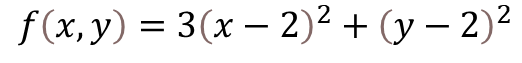 f(x, y) = 3(x − 2)² + (y − 2)²